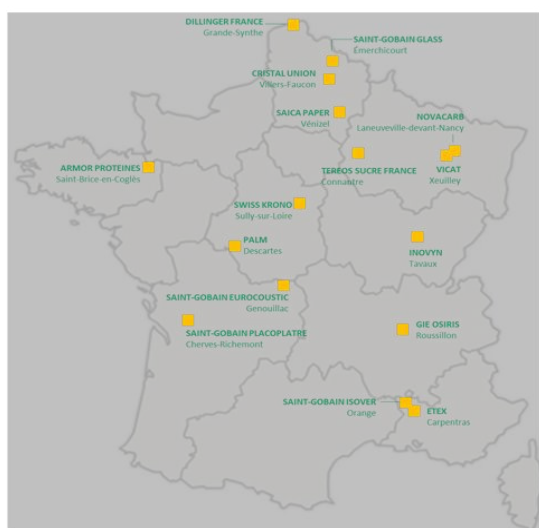 DILLINGER FRANCE
Grande-Synthe
SAINT-GOBAIN GLASS
Émerchicourt
CRISTAL UNION
Villers-Faucon
SAICA PAPER
Vénizel
NOVACARB
Laneuveville-devant-Nancy
ARMOR PROTEINES
Saint-Brice-en-Coglès
TEREOS SUCRE FRANCE
Connantre
VICAT
Xeuilley
SWISS KRONO
Sully-sur-Loire
PALM
Descartes
INOVYN
Tavaux
SAINT-GOBAIN EUROCOUSTIC
Genouillac
SAINT-GOBAIN PLACOPLATRE
Cherves-Richemont
GIE OSIRIS
Roussillon
SAINT-GOBAIN ISOVER
Orange
ETEX
Carpentras